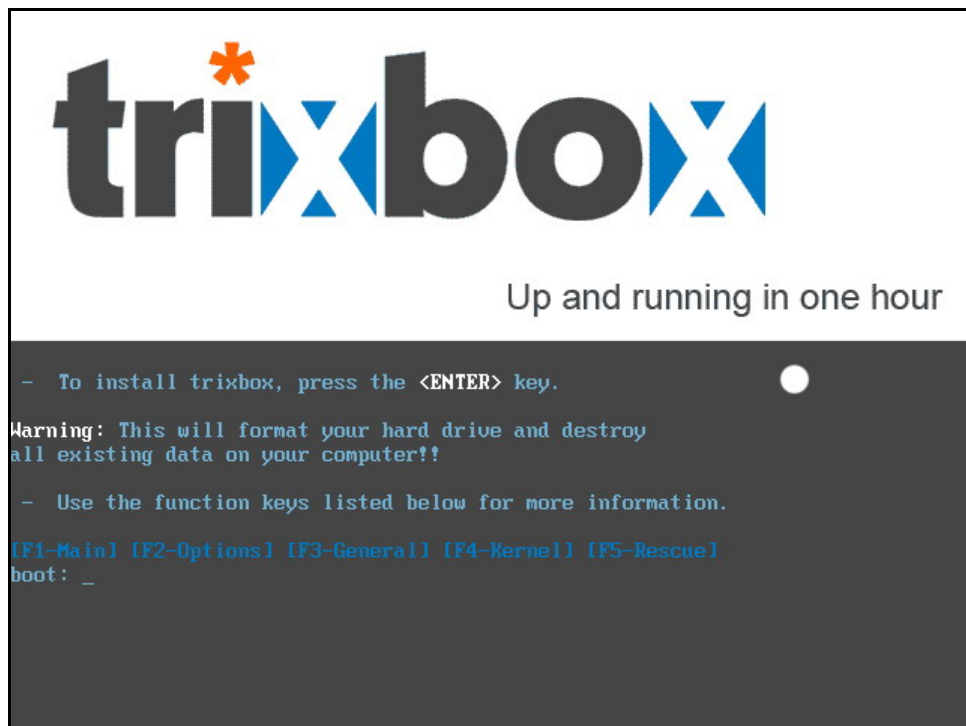 trixbox
Up and running in one hour
- To install trixbox, press the <ENTER> key.
Warning: This will format your hard drive and destroy
all existing data on your computer!!
- Use the function keys listed below for more information.
[F1-Main] [F2-Options] [F3-General] [F4-Kernel] [F5-Rescue]
boot: _